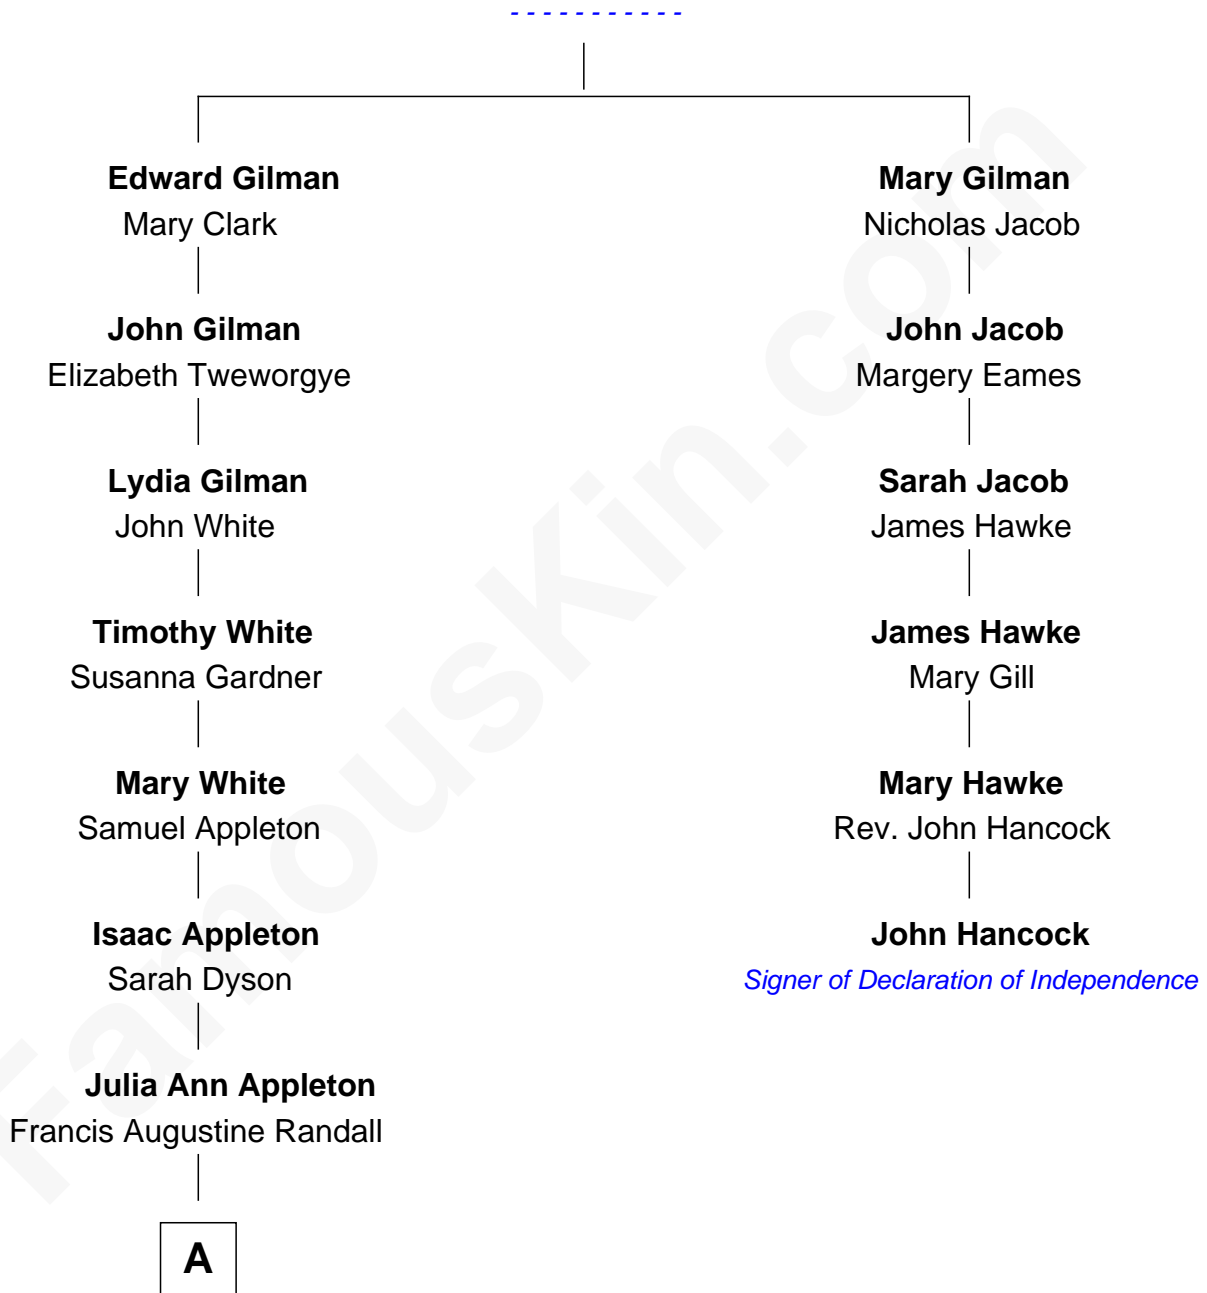 - - - - - - - - - - -
Edward Gilman
Mary Clark
John Gilman
Elizabeth Tweworgye
Lydia Gilman
John White
Timothy White
Susanna Gardner
Mary White
Samuel Appleton
Isaac Appleton
Sarah Dyson
Julia Ann Appleton
Francis Augustine Randall
A
Mary Gilman
Nicholas Jacob
John Jacob
Margery Eames
Sarah Jacob
James Hawke
James Hawke
Mary Gill
Mary Hawke
Rev. John Hancock
John Hancock
Signer of Declaration of Independence
FamousKin.com